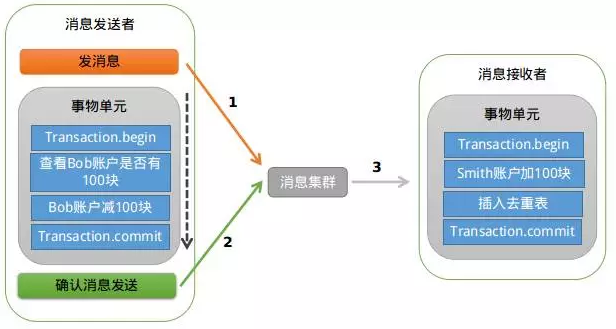 消息发送者
发消息
事物单元
Transaction.begin
查看Bob账户是否有
100块
Bob账户减100块
Transaction.commit
确认消息发送
1
2
消息集群
3
消息接收者
事物单元
Transaction.begin
Smith账户加100块
插入去重表
Transaction.commit